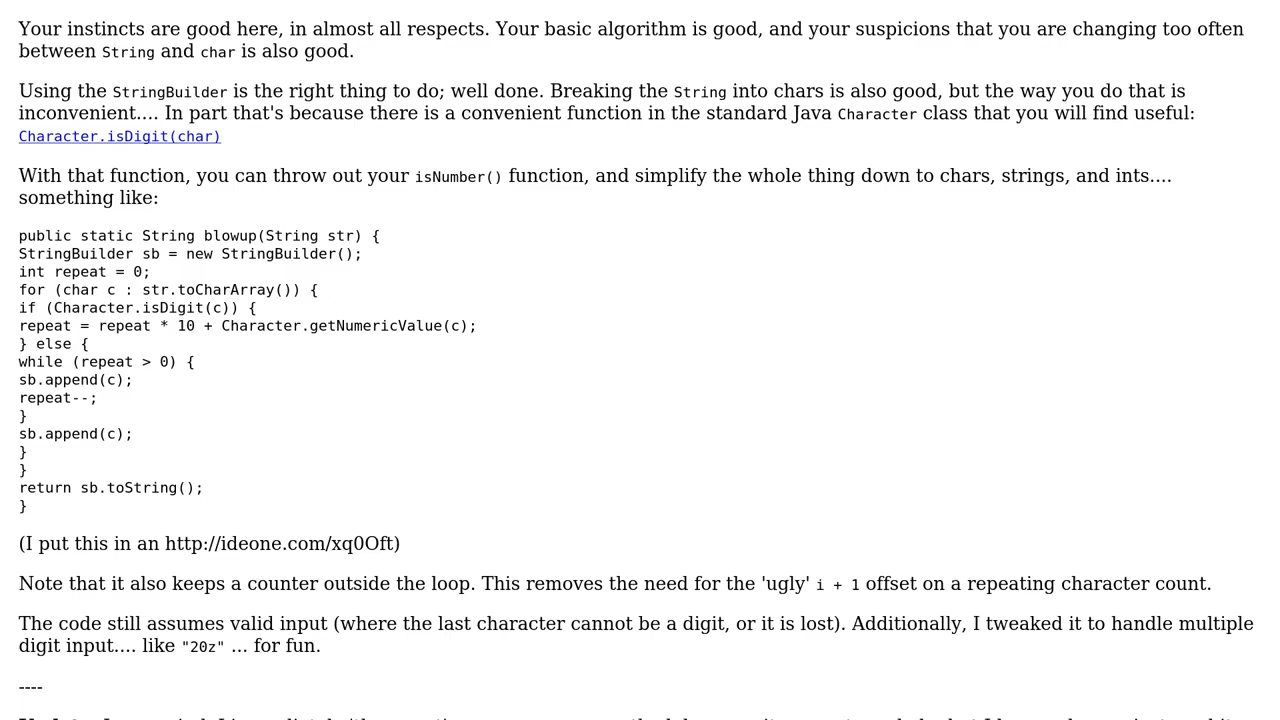 Your instincts are good here, in almost all respects. Your basic algorithm is good, and your suspicions that you are changing too often
between String and char is also good.
Using the StringBuilder is the right thing to do; well done. Breaking the String into chars is also good, but the way you do that is
inconvenient.... In part that's because there is a convenient function in the standard Java Character class that you will find useful:
Character.isDigit(char)
With that function, you can throw out your isNumber() function, and simplify the whole thing down to chars, strings, and ints....
something like:
public static String blowup(String str) {
StringBuilder sb = new StringBuilder();
int repeat = 0;
for (char c : str.toCharArray()) {
if (Character.isDigit(c)) {
repeat = repeat * 10 + Character.getNumericValue(c);
} else {
while (repeat > 0) {
sb.append(c);
repeat--;
}
sb.append(c);
}
}
return sb.toString();
}
(I put this in an http://ideone.com/xq0Oft)
Note that it also keeps a counter outside the loop. This removes the need for the 'ugly' i + 1 offset on a repeating character count.
The code still assumes valid input (where the last character cannot be a digit, or it is lost). Additionally, I tweaked it to handle multiple
digit input.... like "20z" ... for fun.
----